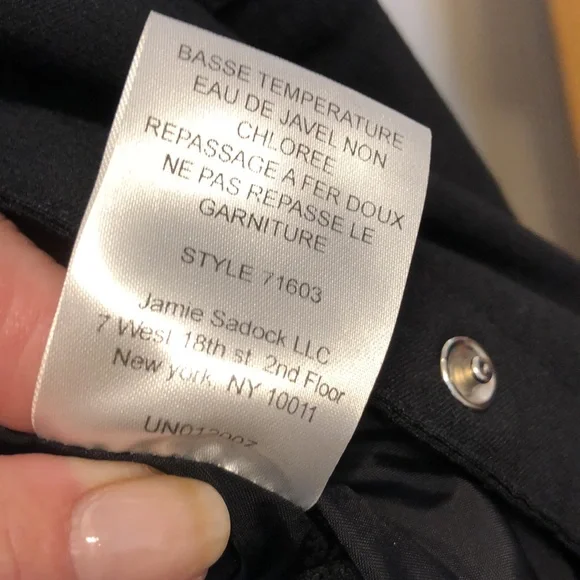 BASSE TEMPERATURE
EAU DE JAVEL NON
CHLOREE
REPASSAGE A FER DOUX
NE PAS REPASSE LE
GARNITURE
STYLE 71603
Jamie Sadock LLC
7 West 18th st 2nd Floor
New york, NY 10011